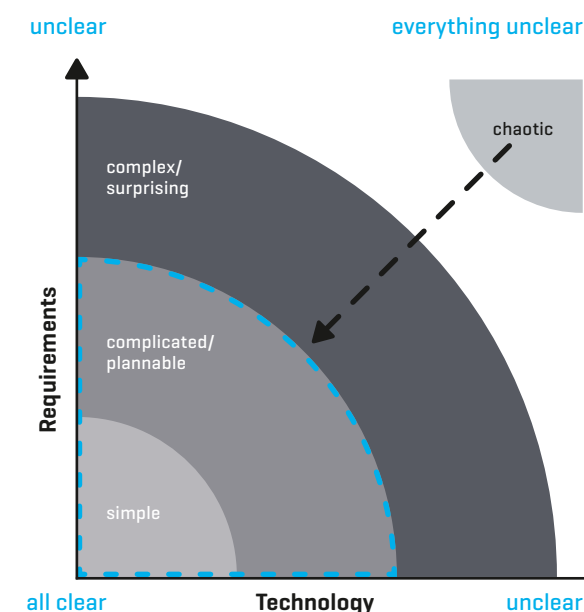 unclear
everything unclear
chaotic
complex/
surprising
complicated/
plannable
Requirements
simple
all clear
Technology
unclear